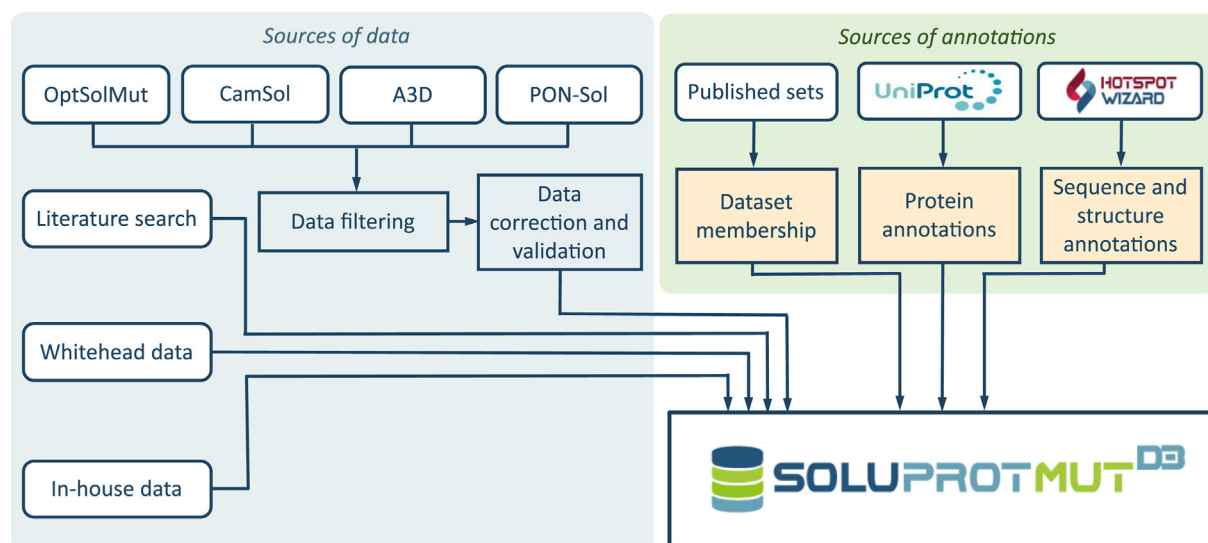 Sources of data
OptSolMut
CamSol
A3D
PON-Sol
Literature search
Data filtering
Data
correction and
validation
Whitehead data
In-house data
Sources of annotations
Published sets
UniProt
HOTSPOT
WIZARD
Dataset
membership
Protein
annotations
Sequence and
structure
annotations
SOLUPROTMUT DB